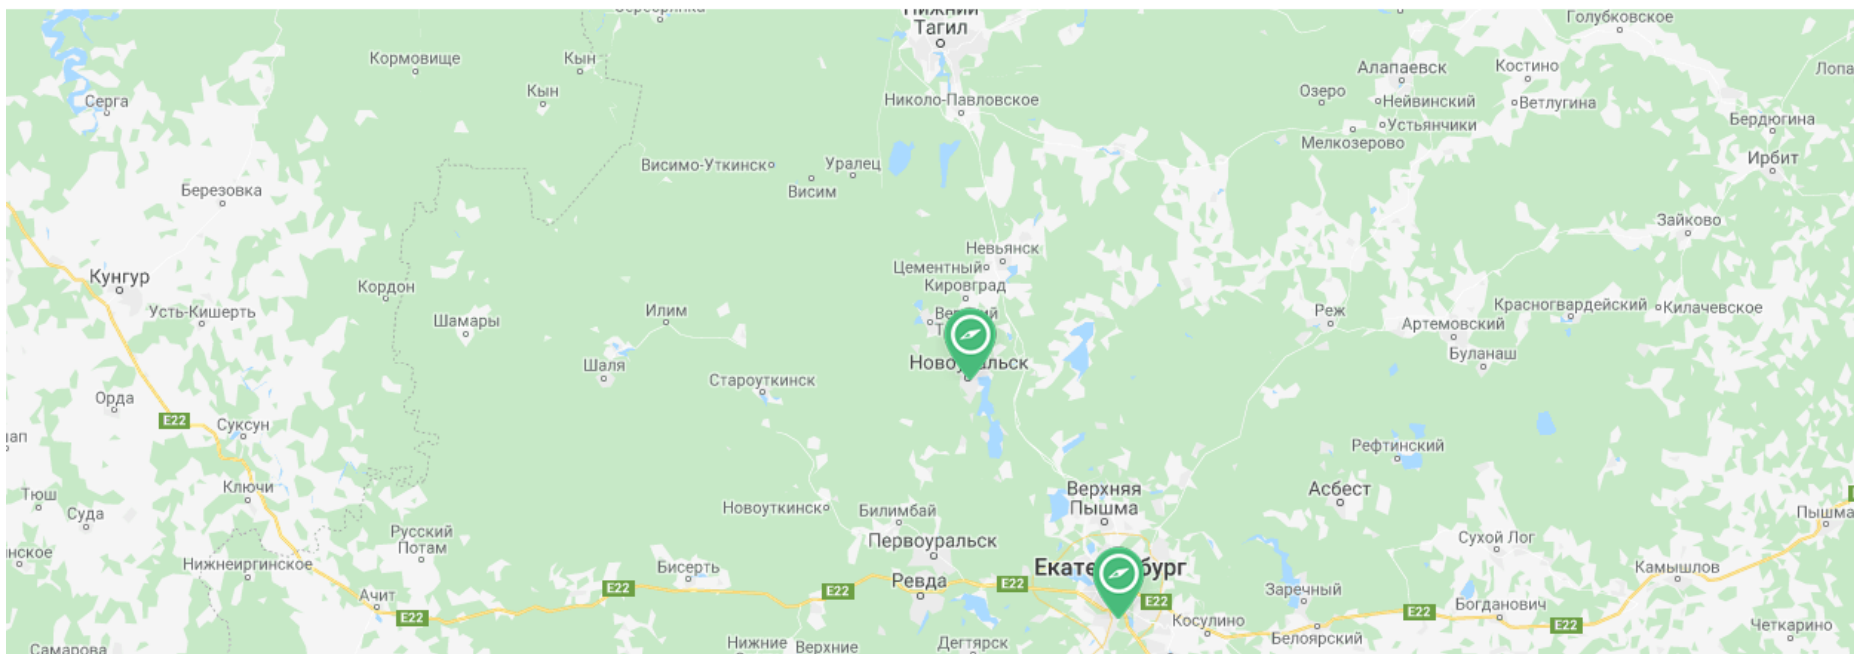 Серебрянка
Нижний
Тагил
Голубковское
Кормовище
Кын
Алапаевск
Костино
Лопа
Серга
Кын
Николо-Павловское
Озеро
Нейвинский
Ветлугина
Бердюгина
Устьянчики
Мелкозерово
Висимо-Уткинск
Уралец
Ирбит
Березовка
Висим
Зайково
Невьянск
Цементный
Кунгур
Кордон
Кировград
Усть-Кишерть
Шамары
Илим
Реж
Красногвардейский
Килачевское
Артемовский
Буланаш
Шаля
Староуткинск
Орда
E22
Суксун
Рефтинский
Ключи
Тюш
Суда
Верхняя
Пышма
Асбест
Новоуткинск
Билимбай
Пышма
Русский
Потам
Первоуральск
Сухой Лог
нское
Нижнеиргинское
Бисерть
E22
E22
Ревда
E22
E22
Заречный
Камышлов
Ачит
E22
Косулино
E22
Богданович
E22
Белоярский
Четкарино
Самарова
Нижние
Верхние
Дегтярск